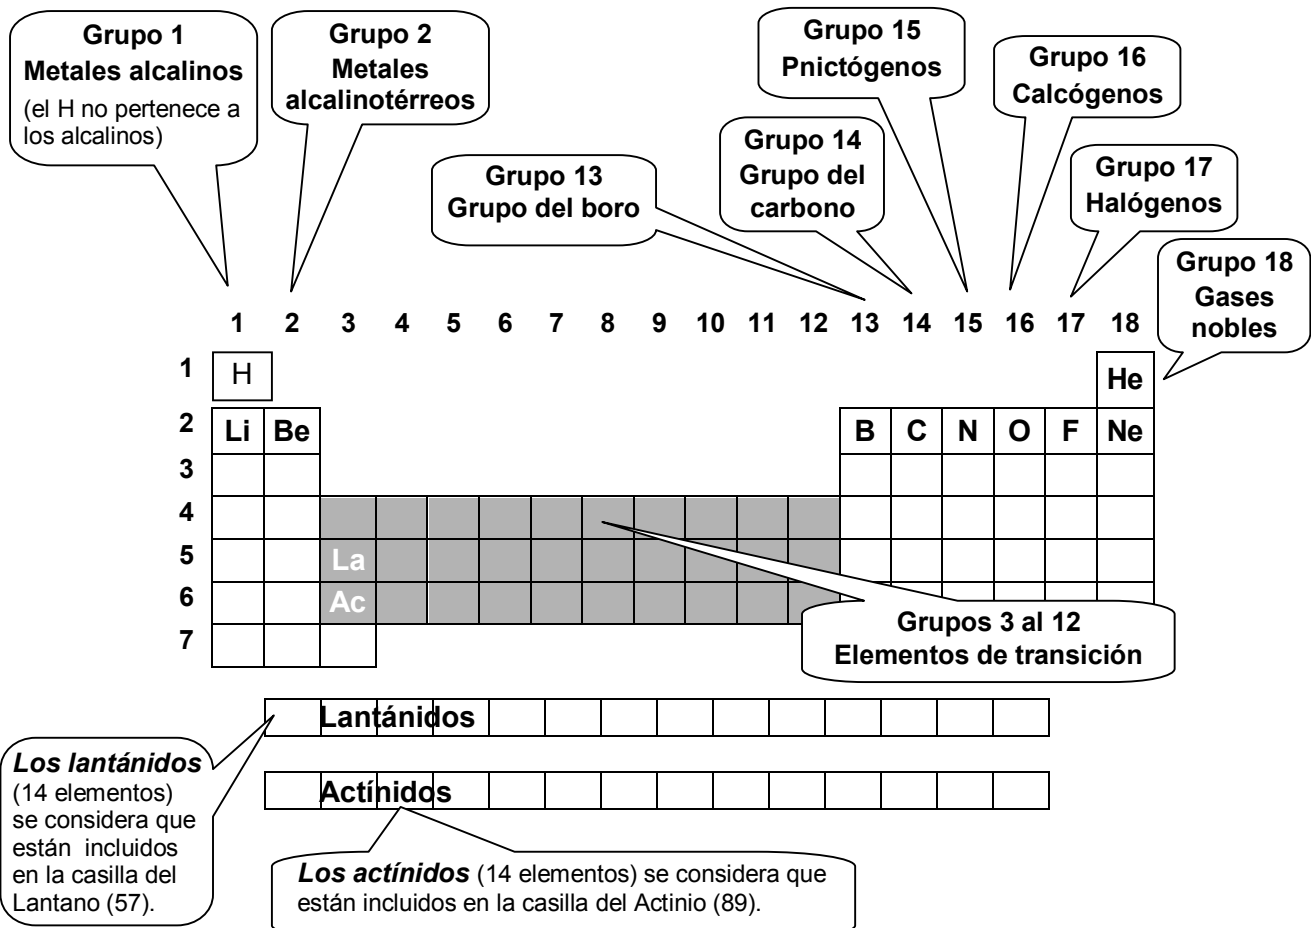 Grupo 1
Metales alcalinos
(el H no pertenece a
los alcalinos)
Grupo 2
Metales
alcalinotérreos
Grupo 13
Grupo del boro
Grupo 14
Grupo del
carbono
Grupo 15
Pnictógenos
Grupo 16
Calcógenos
Grupo 17
Halógenos
Grupo 18
Gases
nobles
1 2 3 4 5 6 7 8 9 10 11 12 13 14 15 16 17 18
1 H He
2 Li Be B C N O F Ne
3
4
5 La
6 Ac
7
Grupos 3 al 12
Elementos de transición
Lantánidos
Los lantánidos
(14 elementos)
se considera que
están incluidos
en la casilla del
Lantano (57).
Actínidos
Los actínidos (14 elementos) se considera que
están incluidos en la casilla del Actinio (89).